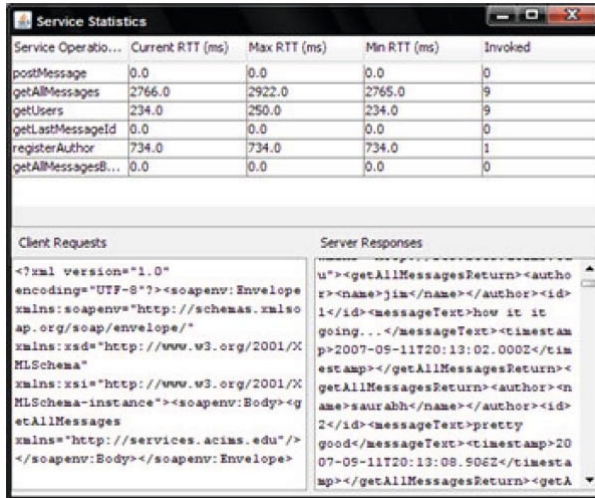 Service Statistics
Service Operatio... Current RTT (ms) Max RTT (ms) Min RTT (ms) Invoked
postMessage 0.0 0.0 0.0 0
getAllMessages 2766.0 2922.0 2765.0 9
getUsers 234.0 250.0 234.0 9
getLastMessageId 0.0 0.0 0.0 0
registerAuthor 734.0 734.0 734.0 1
getAllMessagesB... 0.0 0.0 0.0 0
Client Requests
<?xml version="1.0"
encoding="UTF-8"?><soapenv:Envelope
xmlns:soapenv="http://schemas.xmlso
ap.org/soap/envelope/"
xmlns:xsd="http://www.w3.org/2001/X
MLSchema"
xmlns:xsi="http://www.w3.org/2001/X
MLSchema-instance"><soapenv:Body><g
etAllMessages
xmlns="http://services.acims.edu"/>
</soapenv:Body></soapenv:Envelope>
Server Responses
u"><getAllMessagesReturn><autho
r><name>jim</name></author><id>
1</id><messageText>how it it
going...</messageText><timestam
p>2007-09-11T20:13:02.000Z</tim
estamp></getAllMessagesReturn><
getAllMessagesReturn><author><n
ame>saurabh</name></author><id>
2</id><messageText>pretty
good</messageText><timestamp>20
07-09-11T20:13:08.906Z</timesta
mp></getAllMessagesReturn><getA